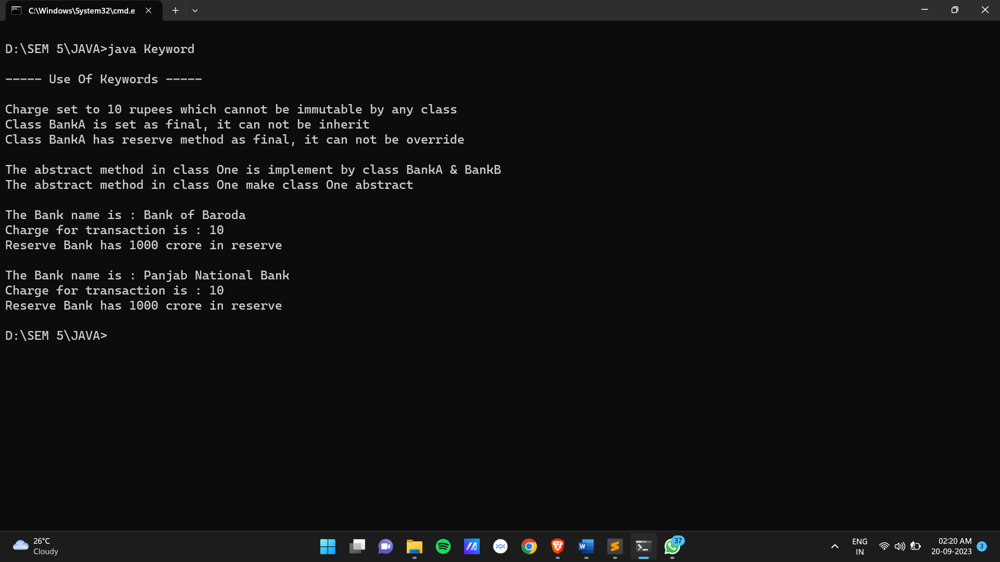 C:\Windows\System32\cmd.e
D:\SEM 5\JAVA>java Keyword
----- Use Of Keywords -----
Charge set to 10 rupees which cannot be immutable by any class
Class BankA is set as final, it can not be inherit
Class BankA has reserve method as final, it can not be override
The abstract method in class One is implement by class BankA & BankB
The abstract method in class One make class One abstract
The Bank name is : Bank of Baroda
Charge for transaction is : 10
Reserve Bank has 1000 crore in reserve
The Bank name is : Panjab National Bank
Charge for transaction is : 10
Reserve Bank has 1000 crore in reserve
D:\SEM 5\JAVA>
26°C
Cloudy
W
37
ENG
IN
02:20 AM
20-09-2023
3